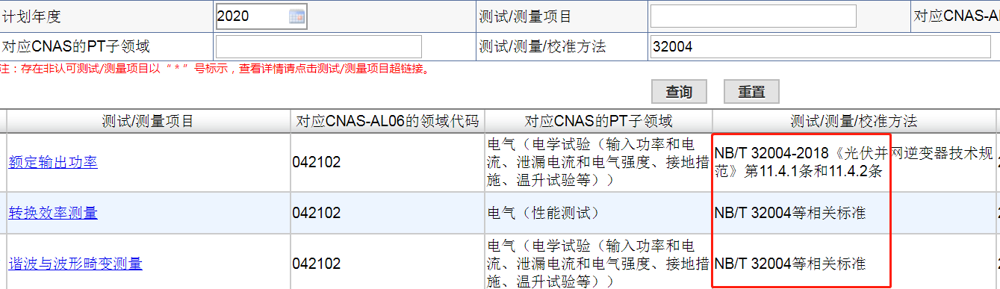 计划年度 2020 测试/测量项目 对应CNAS-A
对应CNAS的PT子领域 测试/测量/校准方法 32004
注：存在非认可测试/测量项目以“*”号标示，查看详情请点击测试/测量项目超链接。
查询 重置
测试/测量项目 对应CNAS-AL06的领域代码 对应CNAS的PT子领域 测试/测量/校准方法
额定输出功率 042102
电气（电学试验（输入功率和电
流、泄漏电流和电气强度、接地措
施、温升试验等））
NB/T 32004-2018《光伏并网逆变器技术规
范》第11.4.1条和11.4.2条
转换效率测量 042102 电气（性能测试） NB/T 32004等相关标准
谐波与波形畸变测量 042102
电气（电学试验（输入功率和电
流、泄漏电流和电气强度、接地措
施、温升试验等））
NB/T 32004等相关标准